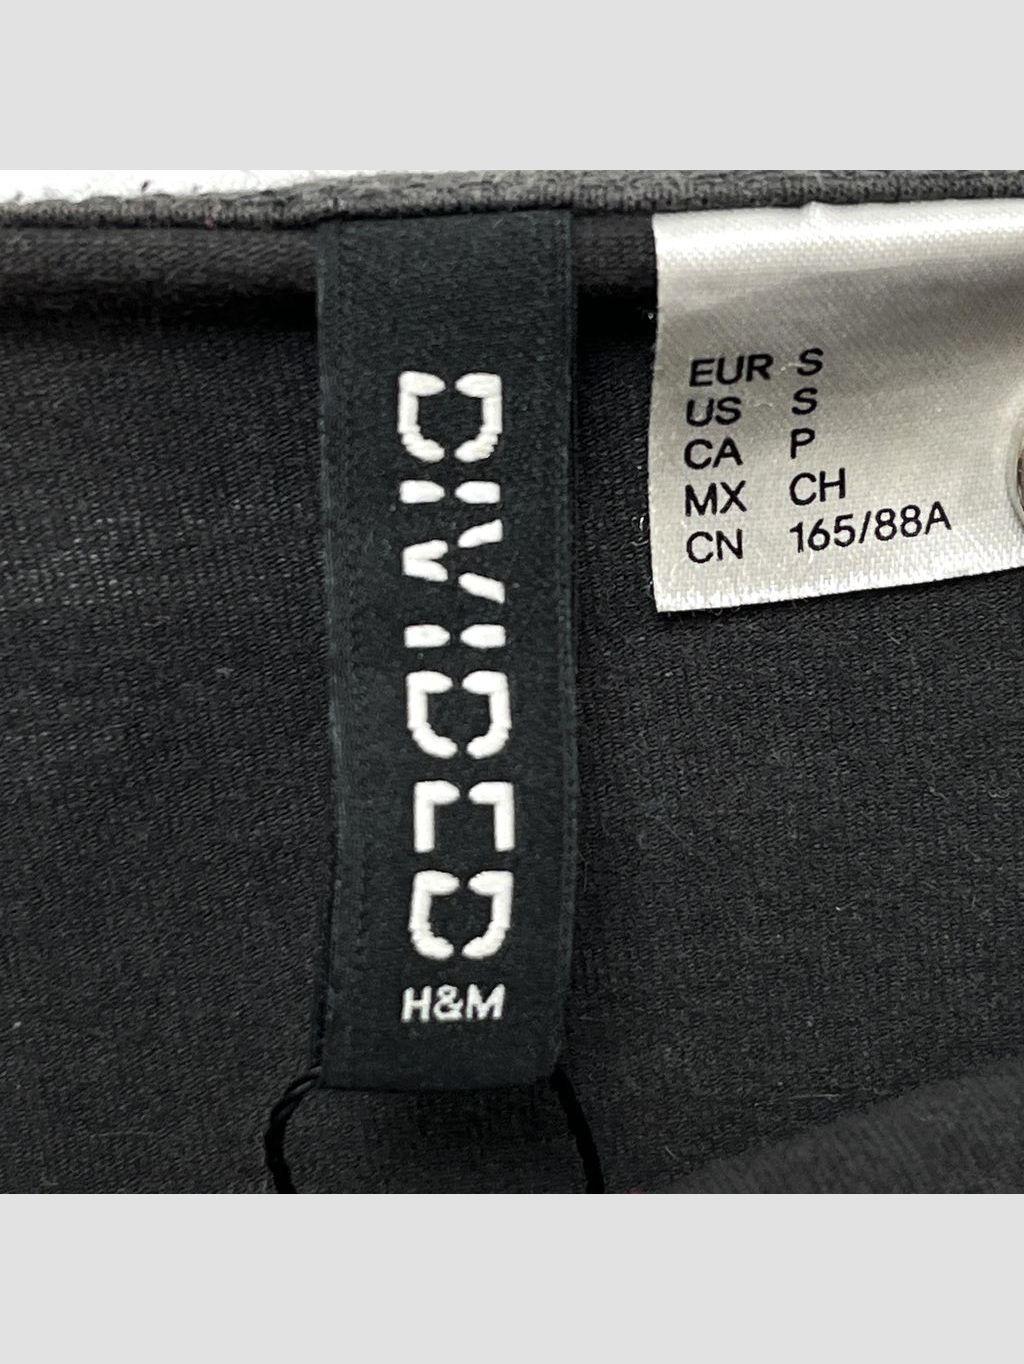 DIVIDED
H&M
EUR S
US S
CA P
MX CH
CN 165/88A